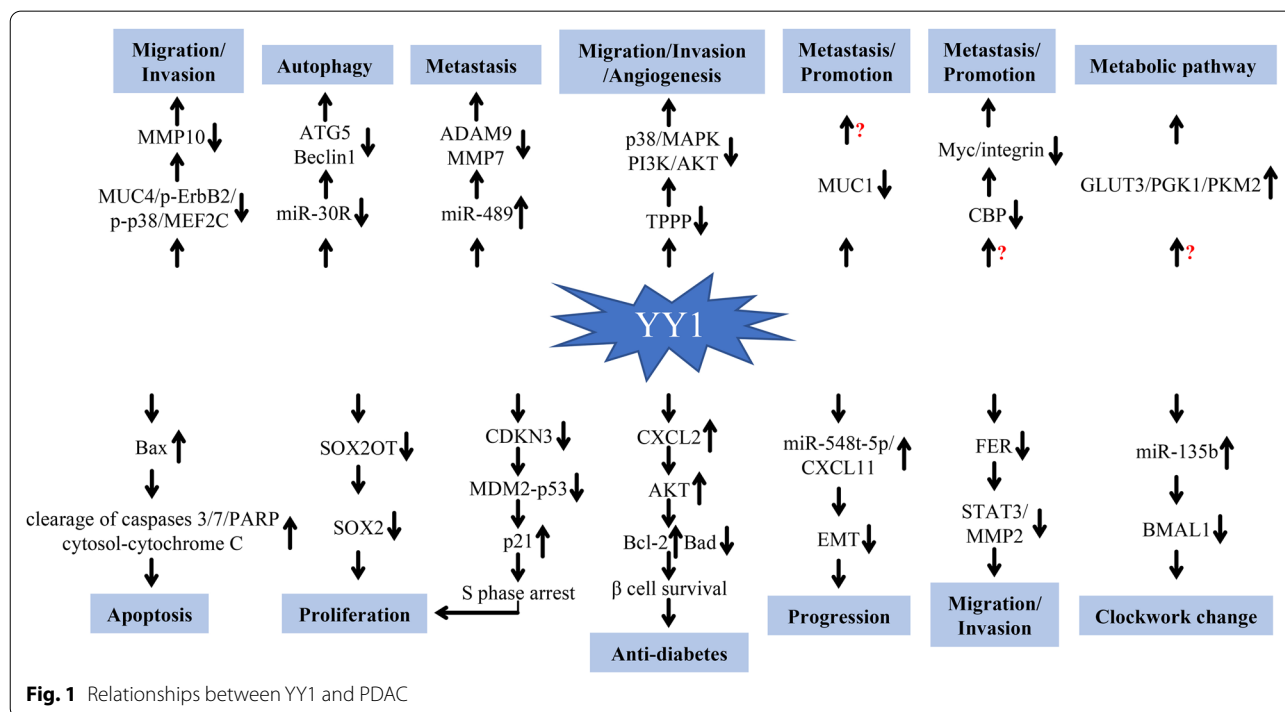 Migration/
Invasion
Autophagy
Metastasis
Migration/Invasion
/Angiogenesis
Metastasis/
Promotion
Metastasis/
Promotion
Metabolic pathway
MMP10
MUC4/p-ErbB2/
p-p38/MEF2C
ATG5
Beclin1
miR-30R
ADAM9
MMP7
miR-489
p38/MAPK
PI3K/AKT
TPPP
?
MUC1
Myc/integrin
CBP
?
GLUT3/PGK1/PKM2
?
YY1
Bax
clearage of caspases 3/7/PARP
cytosol-cytochrome C
Apoptosis
SOX2OT
SOX2
Proliferation
CDKN3
MDM2-p53
p21
S phase arrest
CXCL2
AKT
Bcl-2 Bad
β cell survival
Anti-diabetes
miR-548t-5p/
CXCL11
EMT
Progression
FER
STAT3/
MMP2
Migration/
Invasion
miR-135b
BMAL1
Clockwork change
Fig. 1 Relationships between YY1 and PDAC